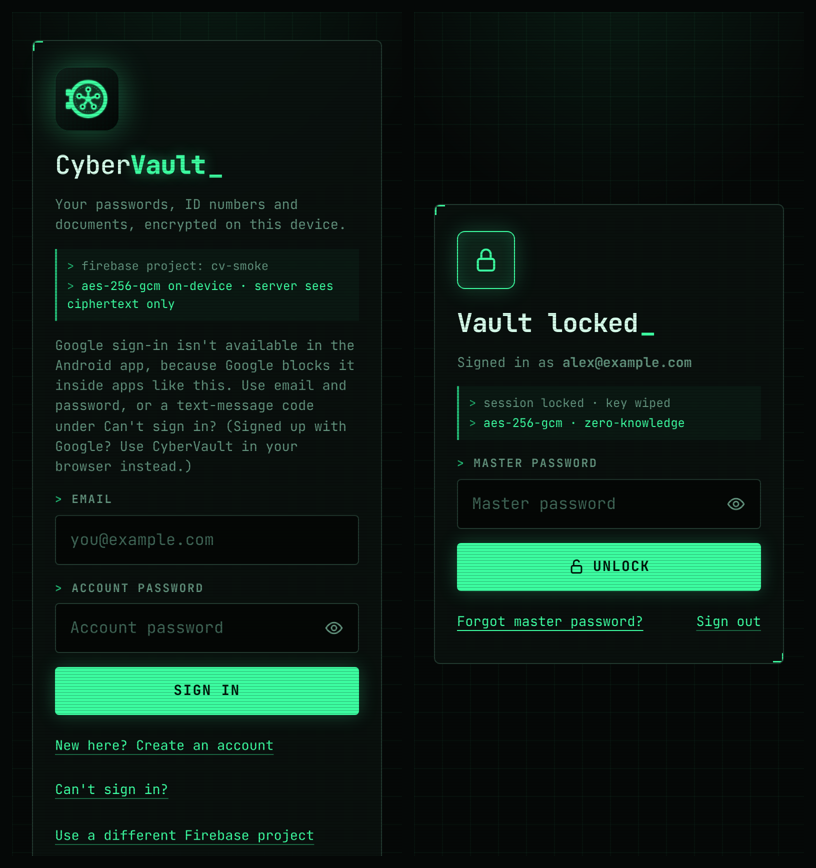 CyberVault_
Your passwords, ID numbers and
documents, encrypted on this device.
> firebase project: cv-smoke
> aes-256-gcm on-device · server sees
ciphertext only
Google sign-in isn't available in the
Android app, because Google blocks it
inside apps like this. Use email and
password, or a text-message code
under Can't sign in? (Signed up with
Google? Use CyberVault in your
browser instead.)
> EMAIL
you@example.com
> ACCOUNT PASSWORD
Account password
SIGN IN
New here? Create an account
Can't sign in?
Use a different Firebase project
Vault locked_
Signed in as alex@example.com
> session locked · key wiped
> aes-256-gcm · zero-knowledge
> MASTER PASSWORD
Master password
UNLOCK
Forgot master password? Sign out